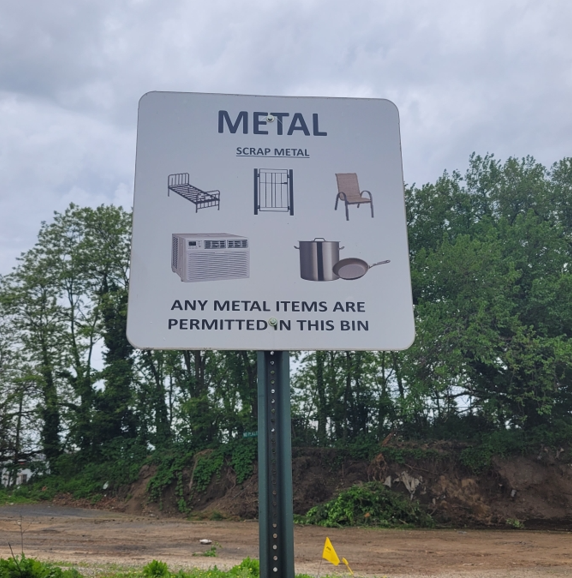 METAL
SCRAP METAL
ANY METAL ITEMS ARE
PERMITTED IN THIS BIN